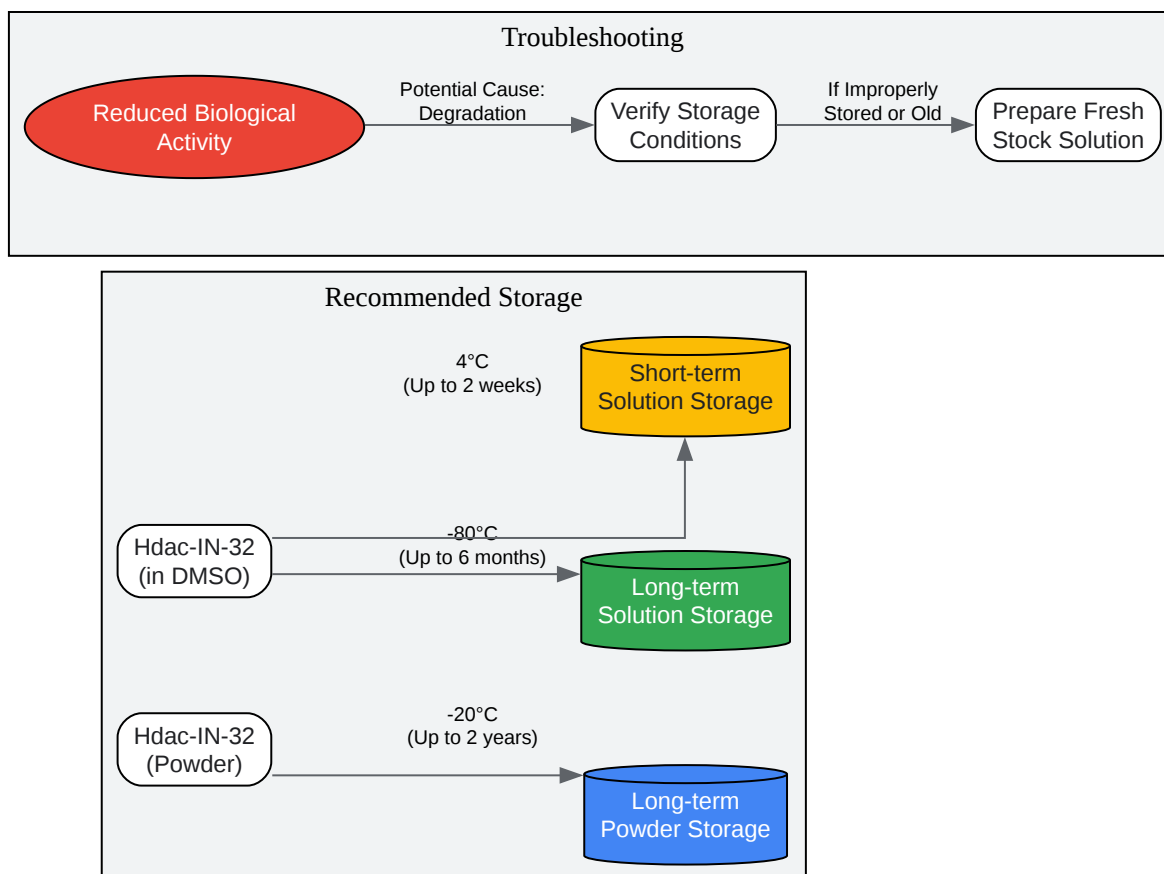 Troubleshooting
Reduced Biological
Activity
Potential Cause:
Degradation
Verify Storage
Conditions
If Improperly
Stored or Old
Prepare Fresh
Stock Solution
Recommended Storage
4°C
(Up to 2 weeks)
Short-term
Solution Storage
Hdac-IN-32
(in DMSO)
-80°C
(Up to 6 months)
Long-term
Solution Storage
Hdac-IN-32
(Powder)
-20°C
(Up to 2 years)
Long-term
Powder Storage